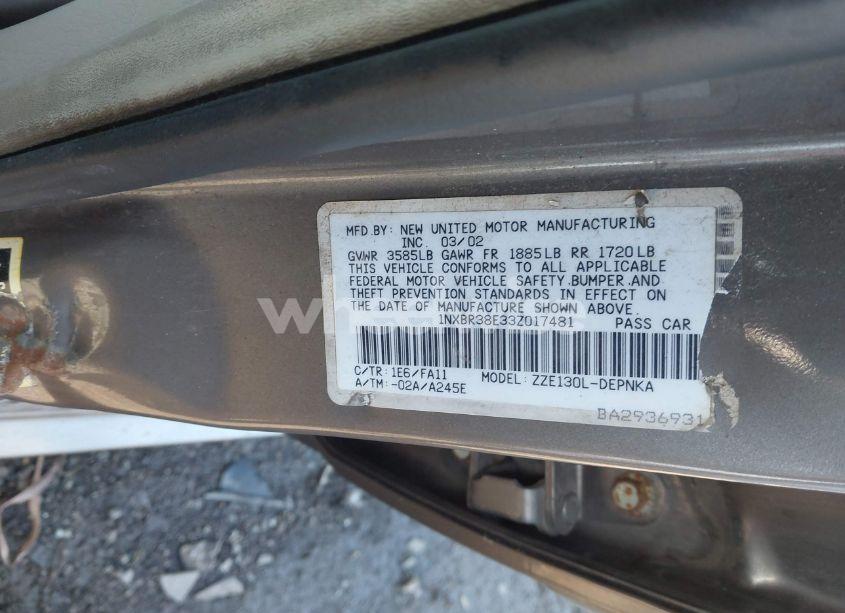 MFD.BY: NEW UNITED MOTOR MANUFACTURING
INC. 03/02
GVWR 3585LB GAWR FR 1885LB RR 1720LB
THIS VEHICLE CONFORMS TO ALL APPLICABLE
FEDERAL MOTOR VEHICLE SAFETY,BUMPER,AND
THEFT PREVENTION STANDARDS IN EFFECT ON
THE DATE OF MANUFACTURE SHOWN ABOVE.
1NXBR38E33Z017481 PASS CAR
C/TR: 1E6/FA11
A/TM: -02A/A245E MODEL: ZZE130L-DEPNKA
BA2936931